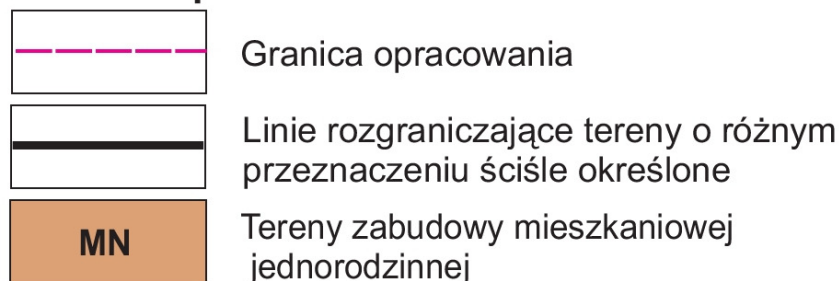 Granica opracowania
Linie rozgraniczające tereny o różnym
przeznaczeniu ściśle określone
MN
Tereny zabudowy mieszkaniowej
jednorodzinnej